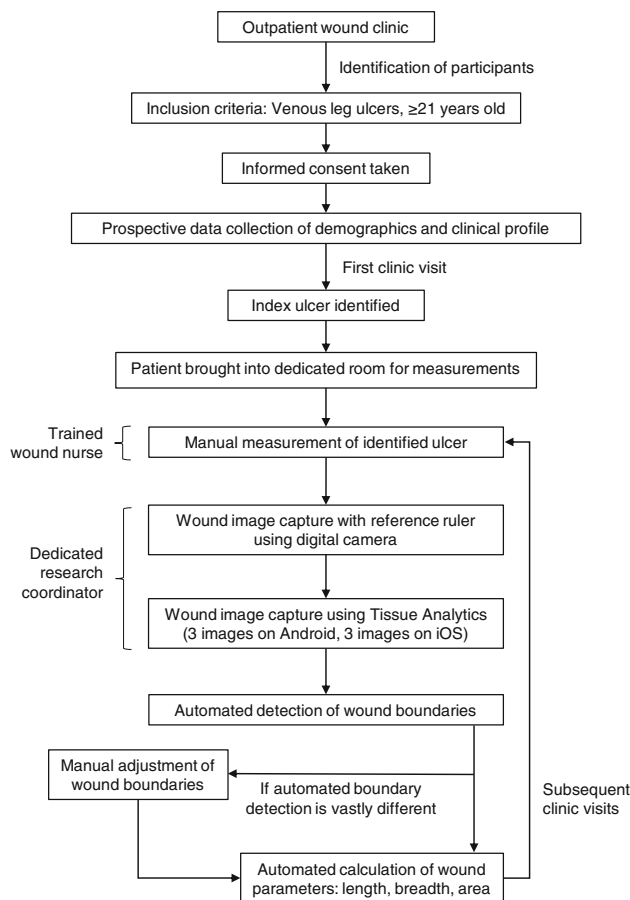 Outpatient wound clinic
Identification of participants
Inclusion criteria: Venous leg ulcers, ≥21 years old
Informed consent taken
Prospective data collection of demographics and clinical profile
First clinic visit
Index ulcer identified
Patient brought into dedicated room for measurements
Trained
wound nurse
Manual measurement of identified ulcer
Wound image capture with reference ruler
using digital camera
Dedicated
research
coordinator
Wound image capture using Tissue Analytics
(3 images on Android, 3 images on iOS)
Automated detection of wound boundaries
Manual adjustment of
wound boundaries
If automated boundary
detection is vastly different
Subsequent
clinic visits
Automated calculation of wound
parameters: length, breadth, area